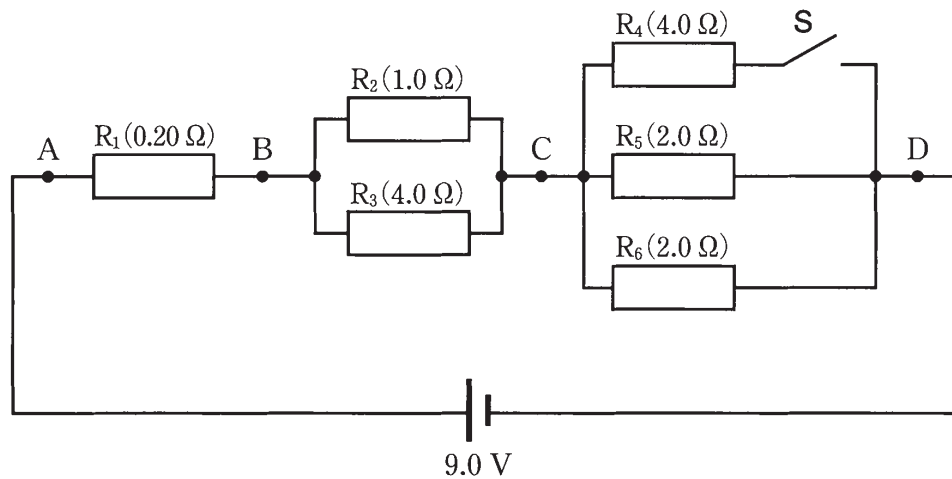 R₄(4.0 Ω)
S
R₂(1.0 Ω)
A
R₁(0.20 Ω)
B
C
R₅(2.0 Ω)
D
R₃(4.0 Ω)
R₆(2.0 Ω)
9.0 V